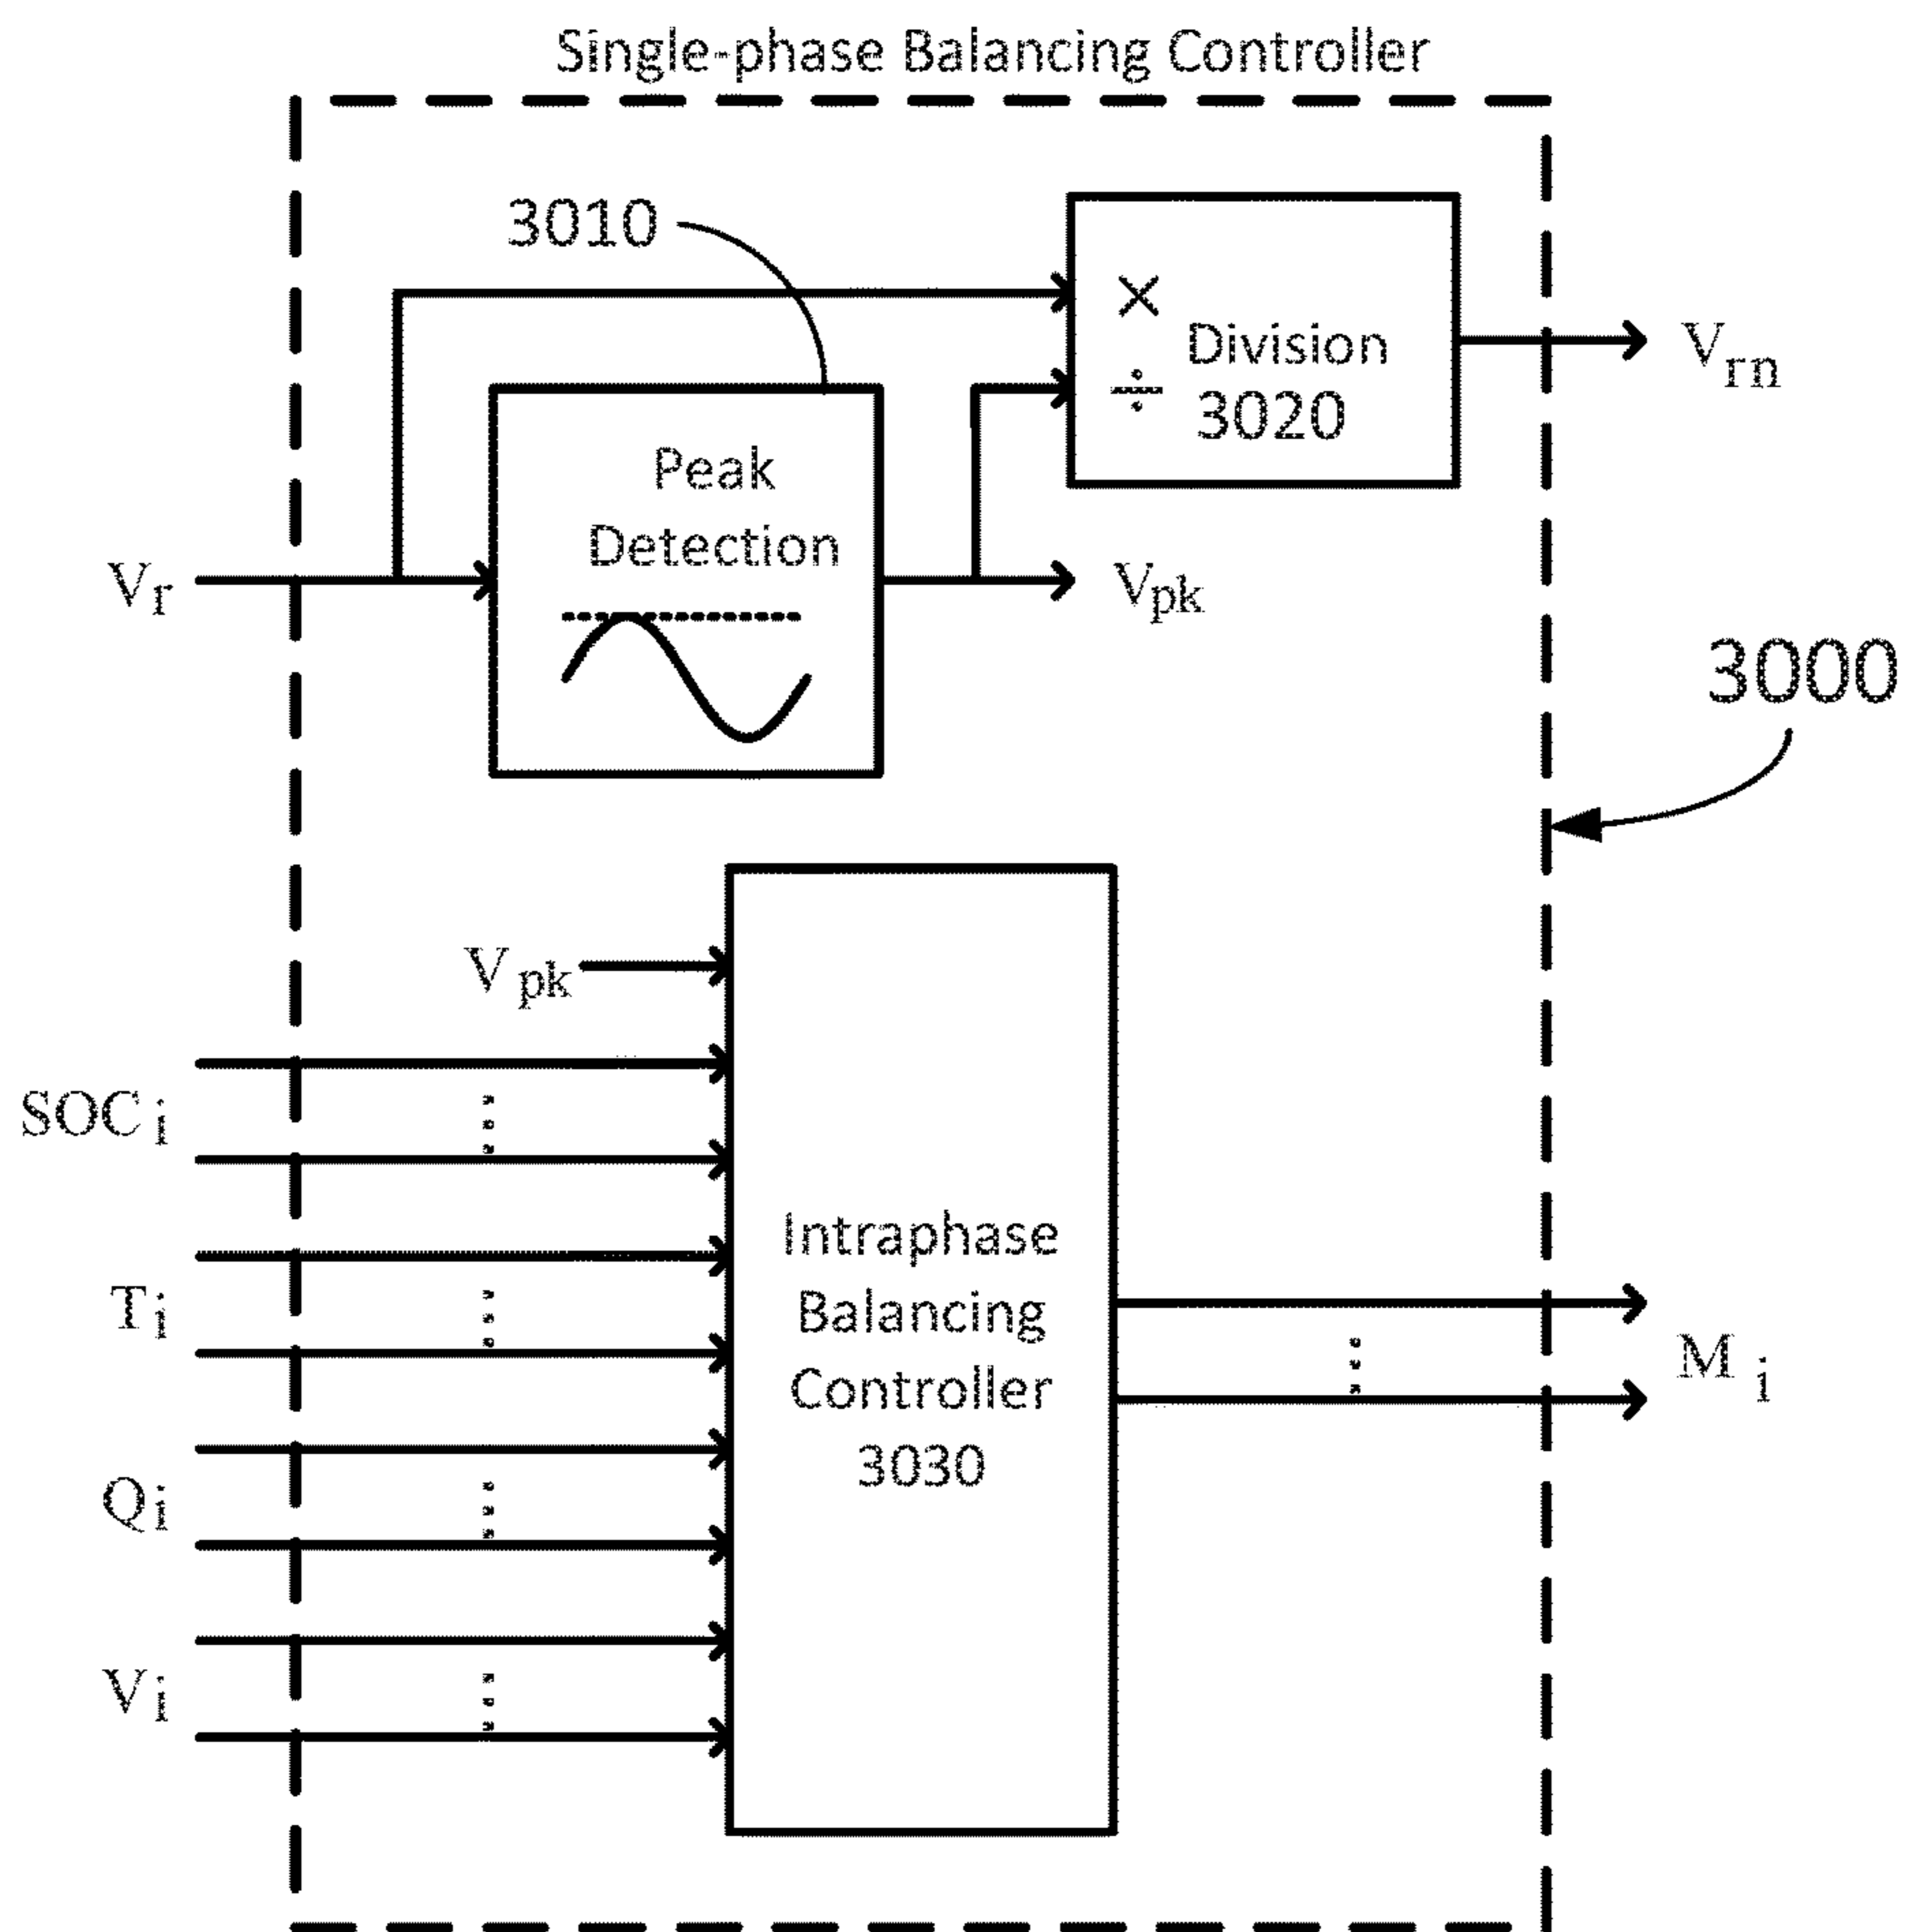 Single-phase Balancing Controller
3010
×
Division
÷
3020
Vrn
Peak
Detection
Vr
Vpk
3000
Vpk
SOCi
Ti
Intraphase
Balancing
Controller
3030
Mi
Qi
Vi